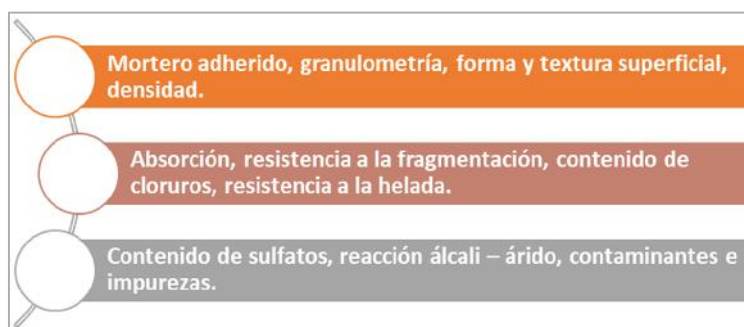 Mortero adherido, granulometría, forma y textura superficial,
densidad.
Absorción, resistencia a la fragmentación, contenido de
cloruros, resistencia a la helada.
Contenido de sulfatos, reacción álcali – árido, contaminantes e
impurezas.